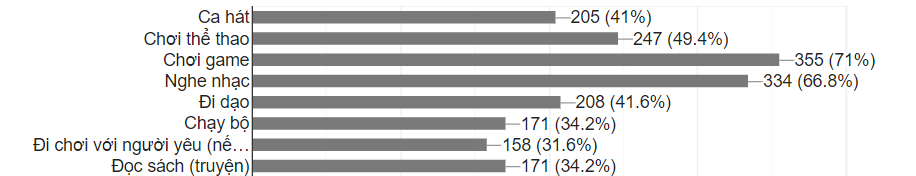 Ca hát 205 (41%)
Chơi thể thao 247 (49.4%)
Chơi game 355 (71%)
Nghe nhạc 334 (66.8%)
Đi dạo 208 (41.6%)
Chạy bộ 171 (34.2%)
Đi chơi với người yêu (nế… 158 (31.6%)
Đọc sách (truyện) 171 (34.2%)